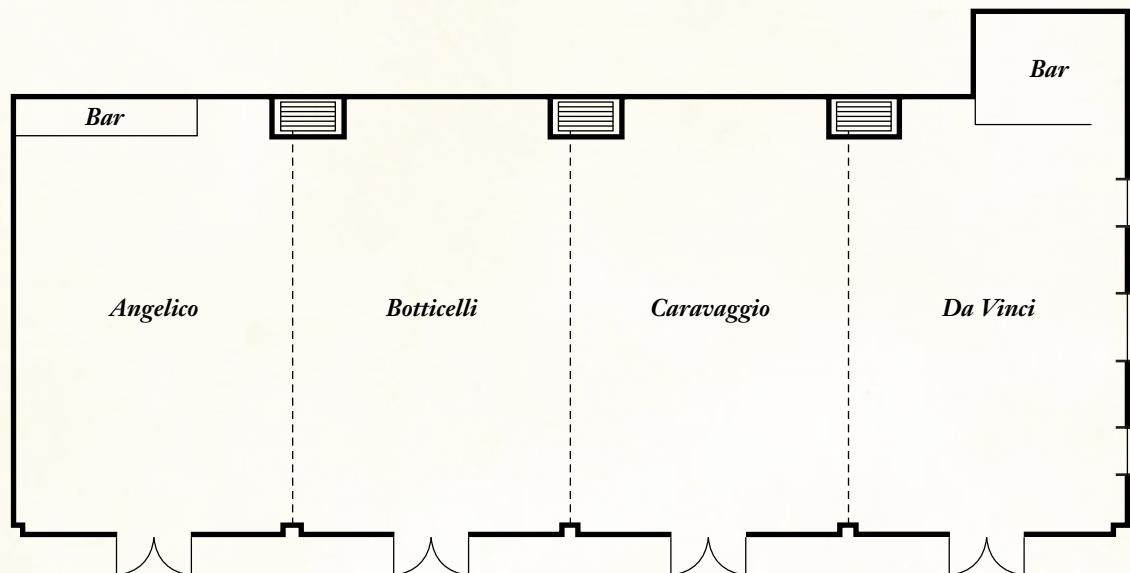 Bar
Bar
Angelico
Botticelli
Caravaggio
Da Vinci